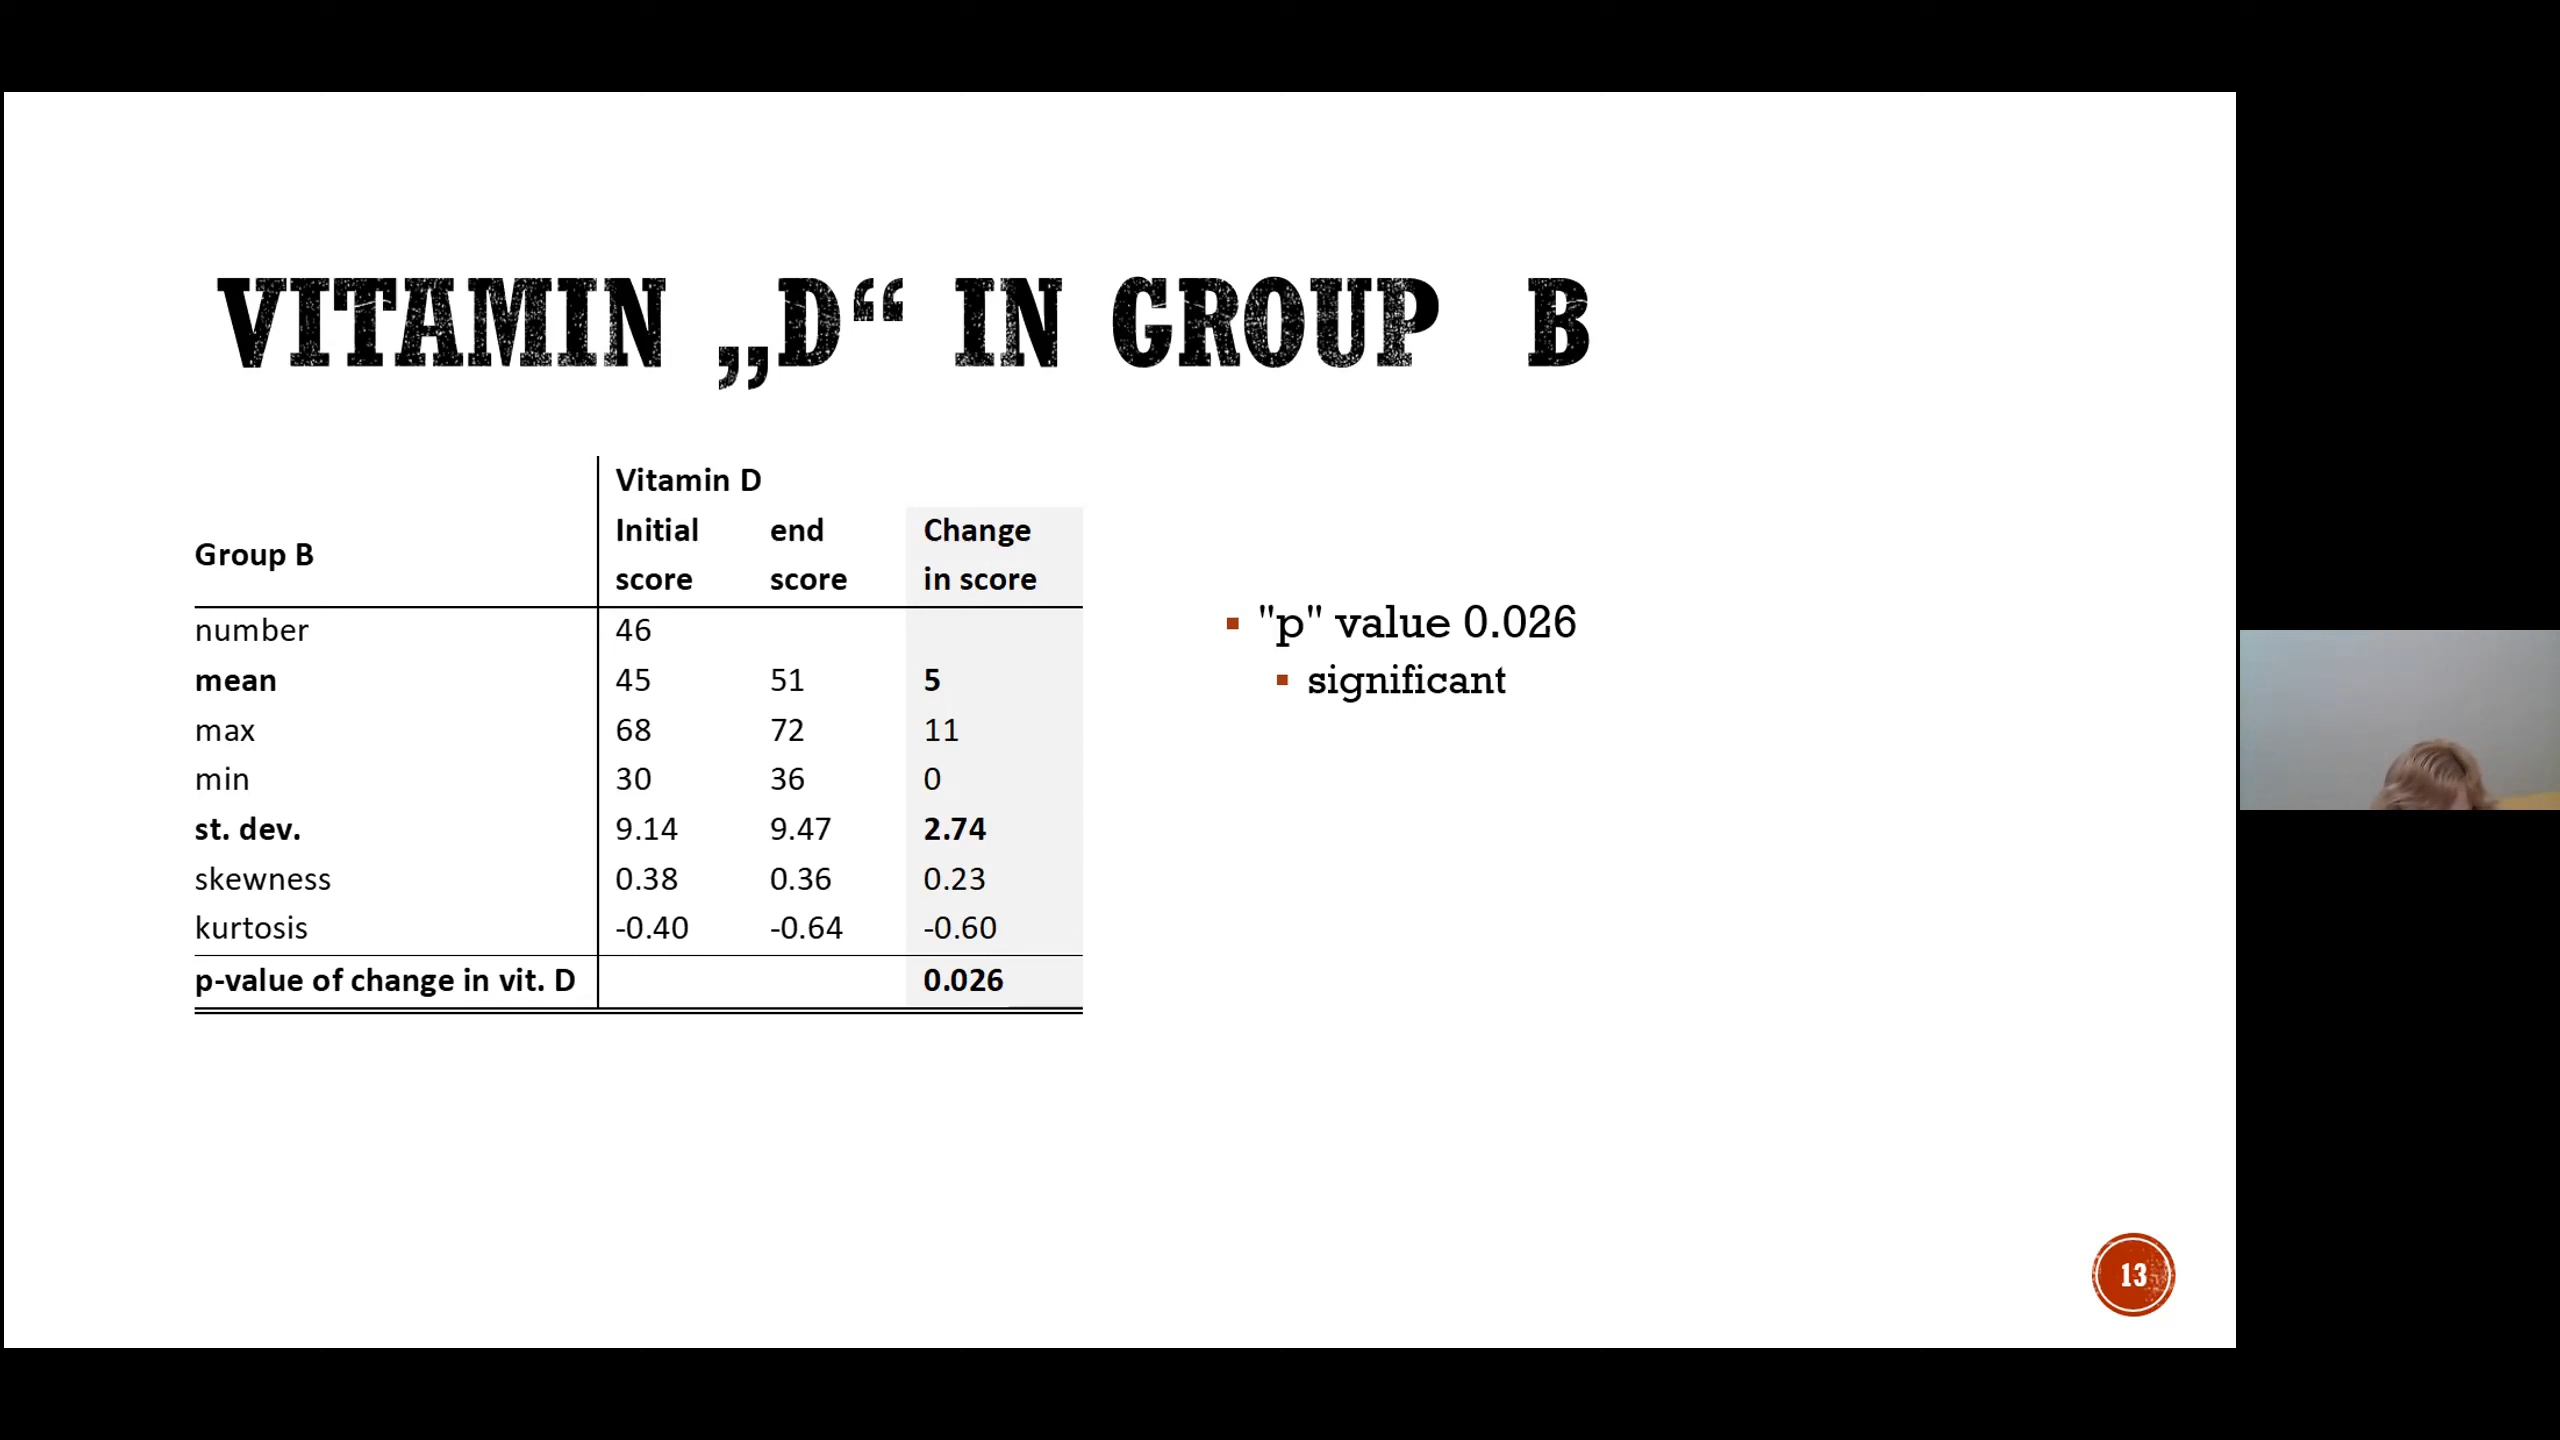 VITAMIN „D“ IN GROUP B
Vitamin D
Group B
Initial score end score Change in score
number 46
mean 45 51 5
max 68 72 11
min 30 36 0
st. dev. 9.14 9.47 2.74
skewness 0.38 0.36 0.23
kurtosis -0.40 -0.64 -0.60
p-value of change in vit. D 0.026
"p" value 0.026
significant
13